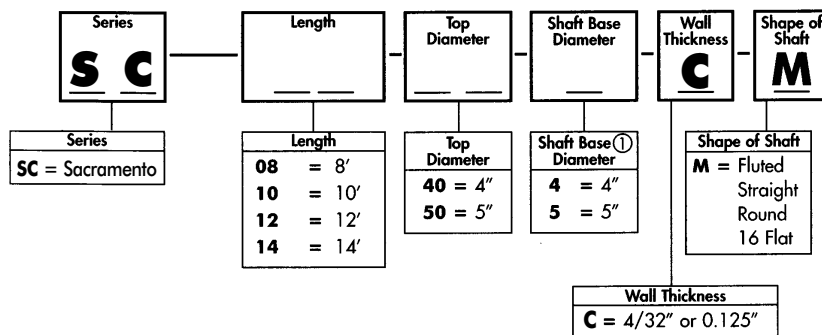 Series
Length
Top
Diameter
Shaft Base
Diameter
Wall
Thickness
Shape of
Shaft
S C
C
M
Series
SC = Sacramento
Length
08 = 8'
10 = 10'
12 = 12'
14 = 14'
Top
Diameter
40 = 4"
50 = 5"
Shaft Base ①
Diameter
4 = 4"
5 = 5"
Shape of Shaft
M = Fluted
Straight
Round
16 Flat
Wall Thickness
C = 4/32" or 0.125"